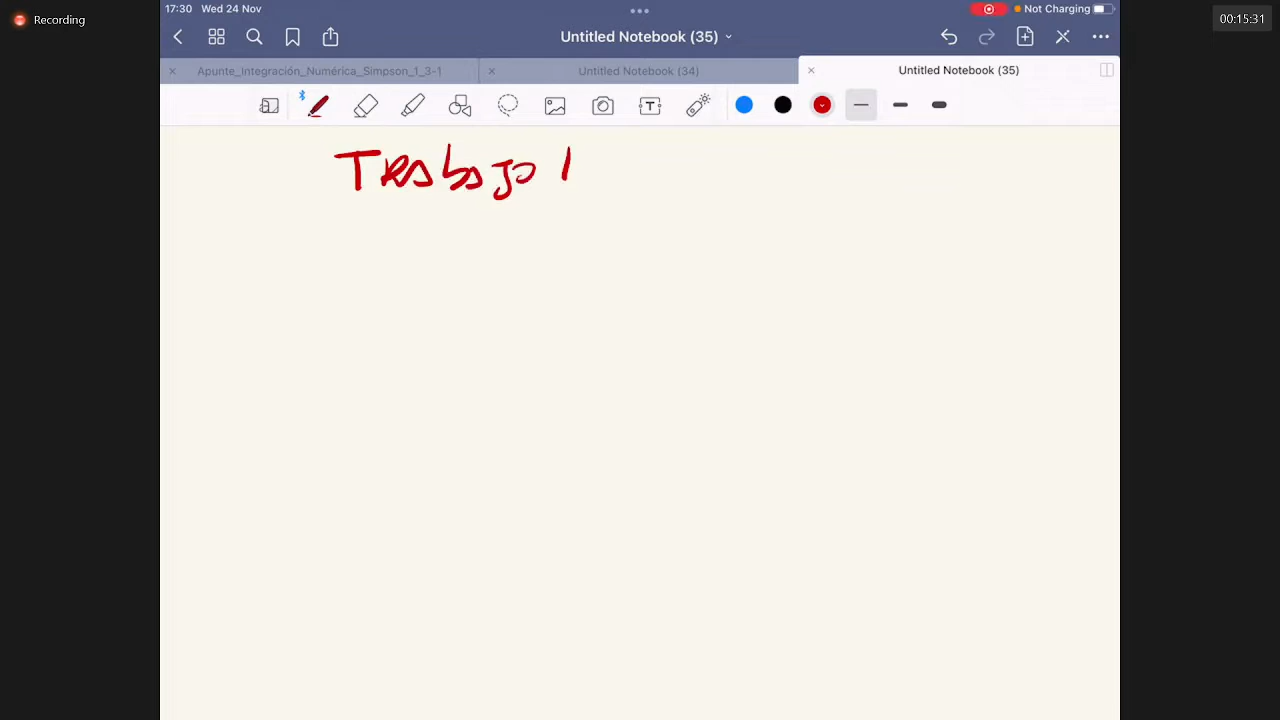 Recording
17:30 Wed 24 Nov
Not Charging
00:15:31
Untitled Notebook (35)
Apunte_Integración_Numérica_Simpson_1_3-1
Untitled Notebook (34)
Untitled Notebook (35)
T
Trabajo 1